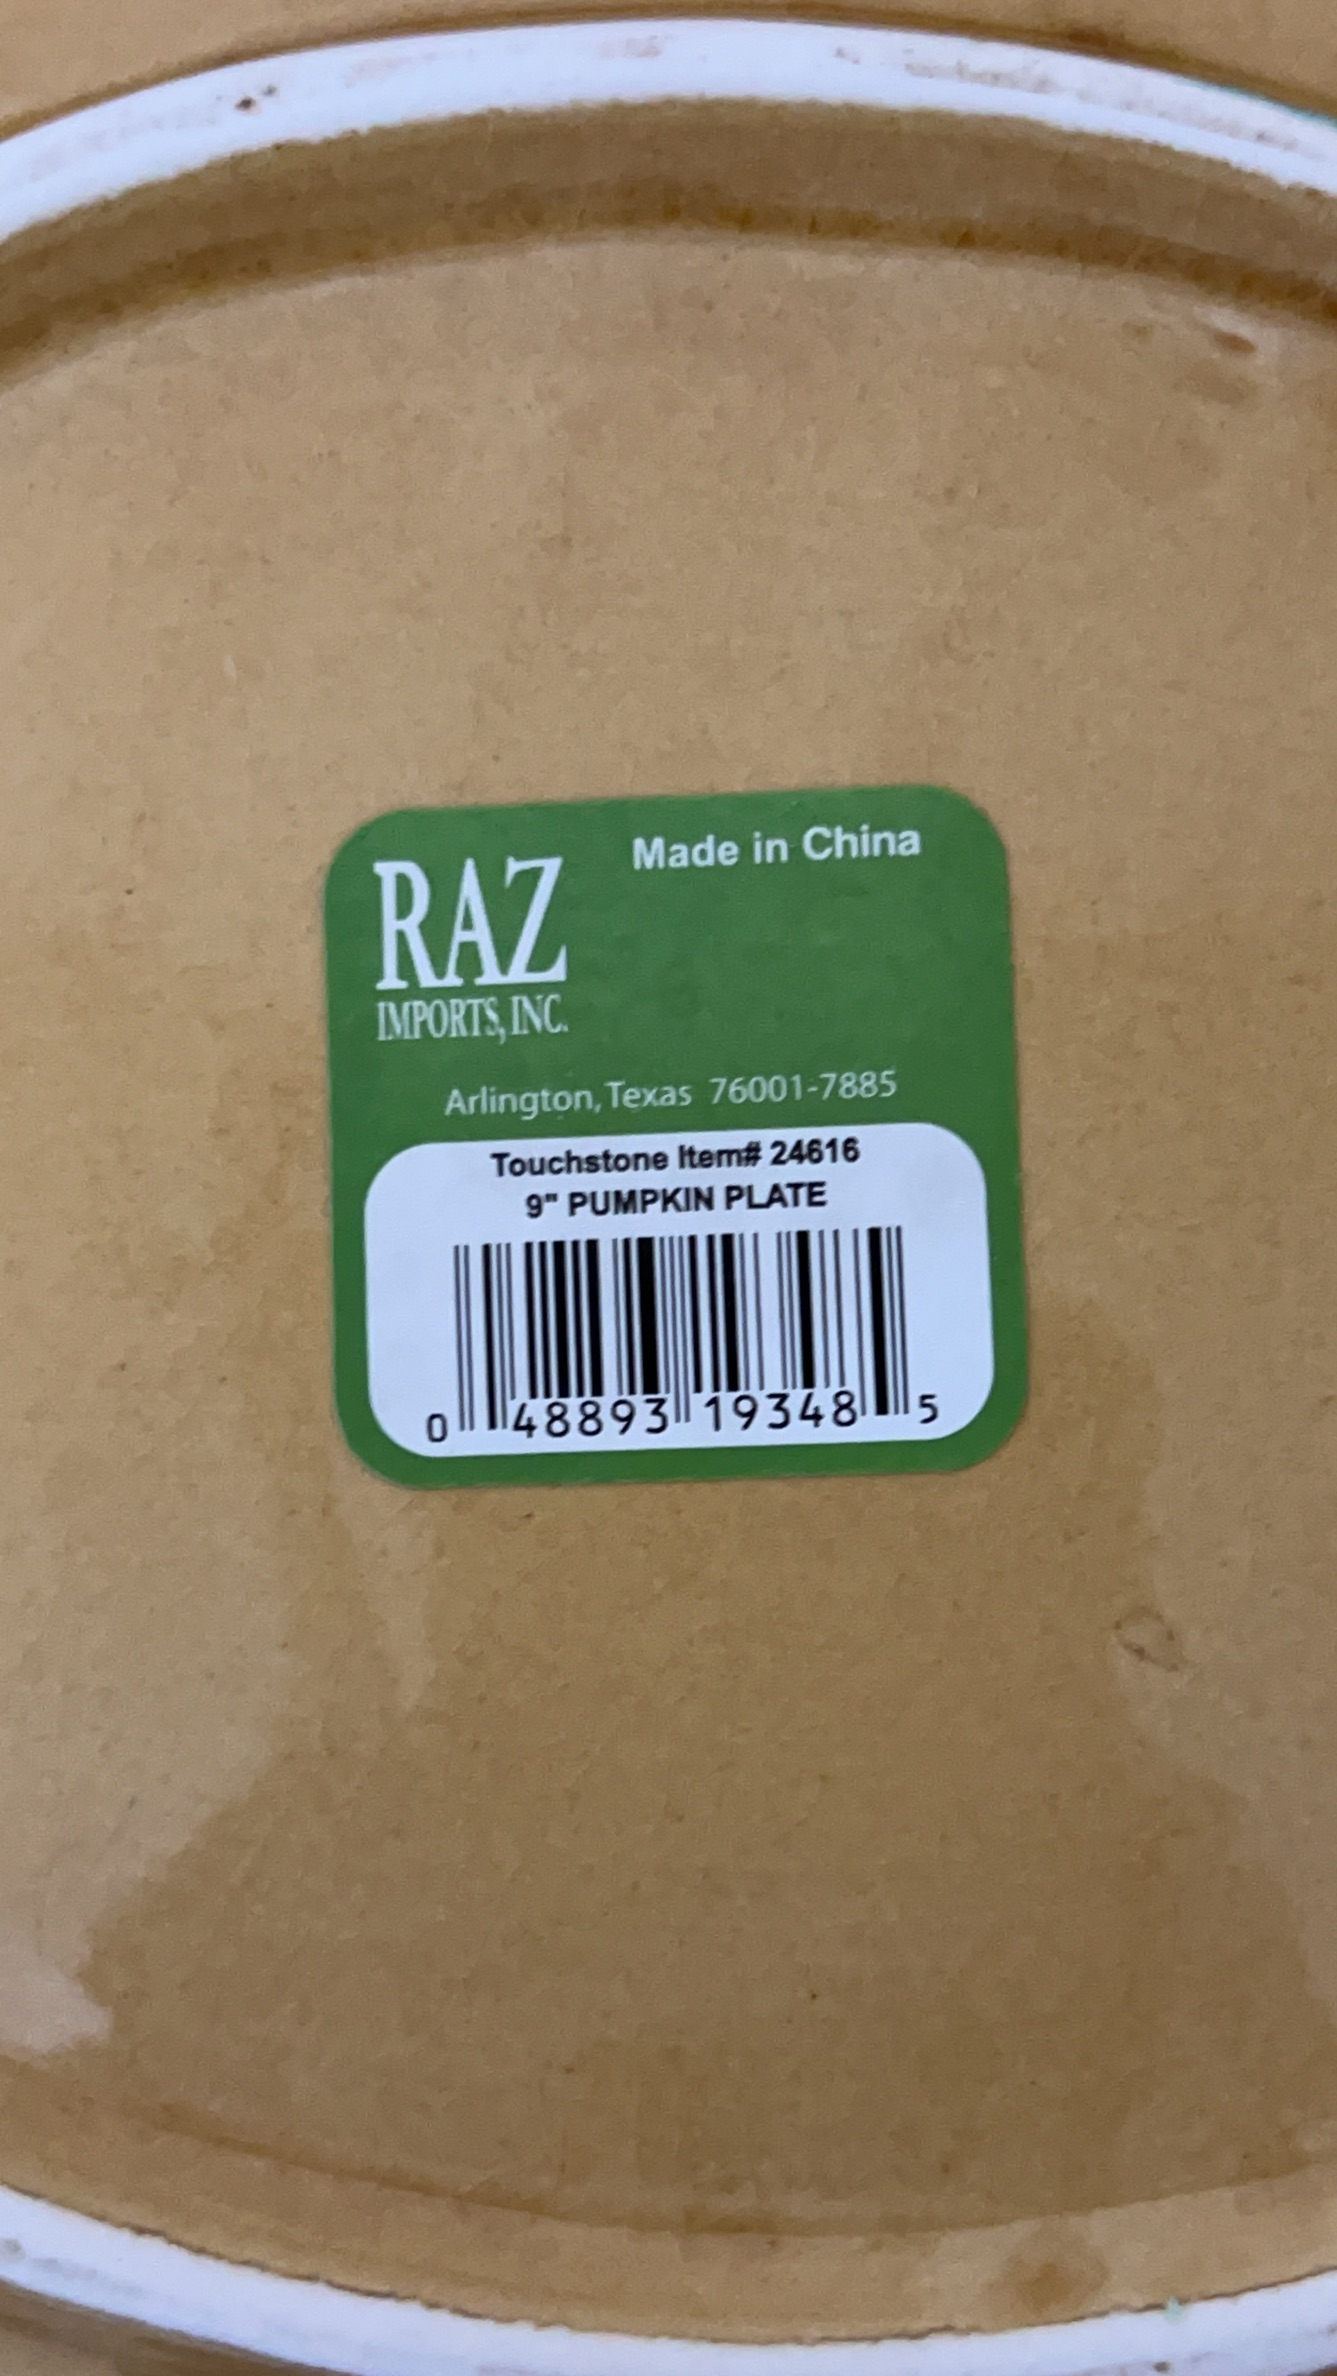 Made in China
RAZ
IMPORTS, INC.
Arlington, Texas 76001-7885
Touchstone Item# 24616
9" PUMPKIN PLATE
0 48893 19348 5